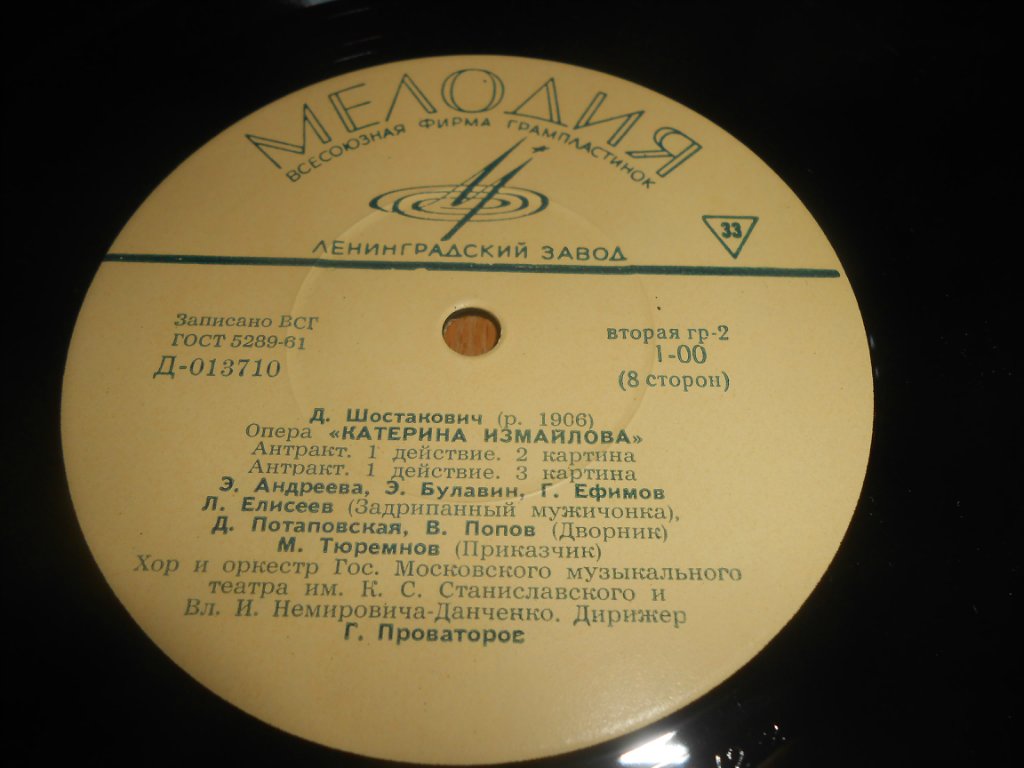 МЕЛОДИЯ
ВСЕСОЮЗНАЯ ФИРМА ГРАМПЛАСТИНОК
ЛЕНИНГРАДСКИЙ ЗАВОД
33
Записано ВСГ
ГОСТ 5289-61
Д-013710
вторая гр-2
1-00
(8 сторон)
Д. Шостакович (р. 1906)
Опера «КАТЕРИНА ИЗМАЙЛОВА»
Антракт. 1 действие. 2 картина
Антракт. 1 действие. 3 картина
Э. Андреева, Э. Булавин, Г. Ефимов
Л. Елисеев (Задрипанный мужичонка),
Д. Потаповская, В. Попов (Дворник)
М. Тюремнов (Приказчик)
Хор и оркестр Гос. Московского музыкального
театра им. К. С. Станиславского и
Вл. И. Немировича-Данченко. Дирижер
Г. Проваторов